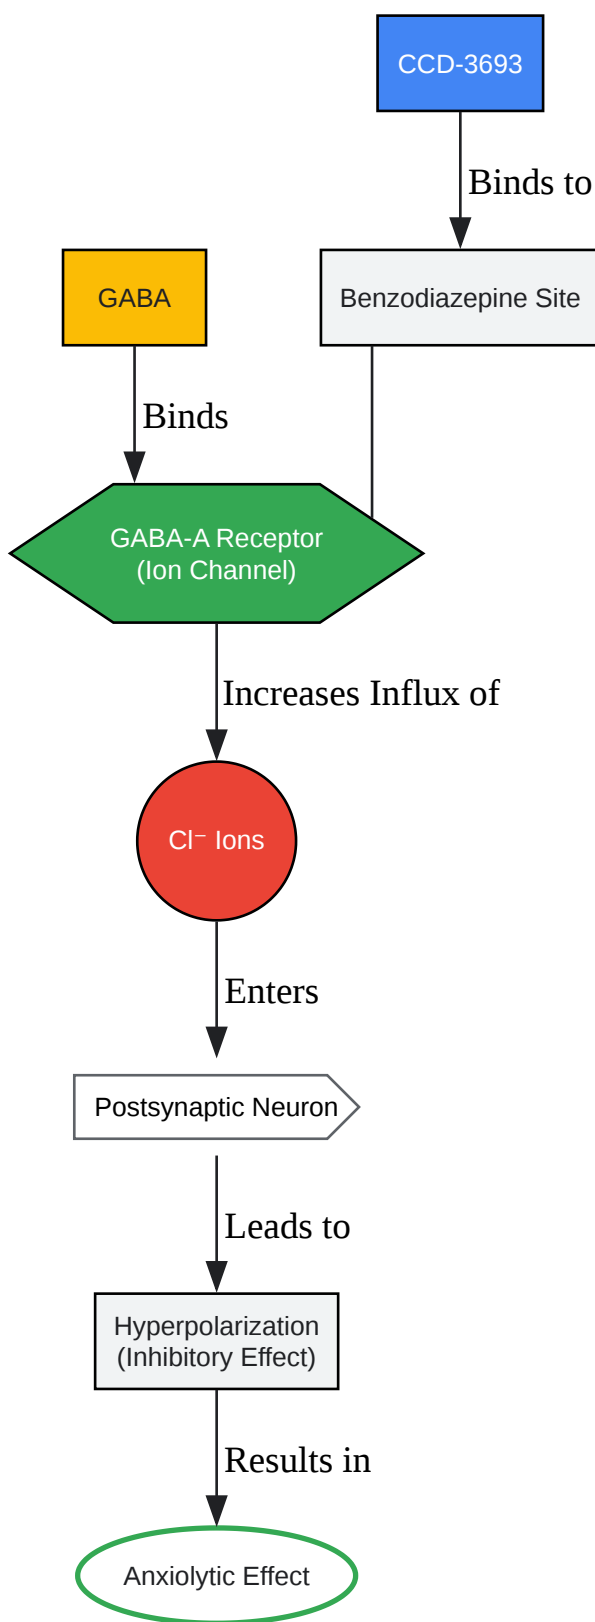 CCD-3693
Binds to
GABA
Benzodiazepine Site
Binds
GABA-A Receptor
(Ion Channel)
Increases Influx of
Cl⁻ Ions
Enters
Postsynaptic Neuron
Leads to
Hyperpolarization
(Inhibitory Effect)
Results in
Anxiolytic Effect